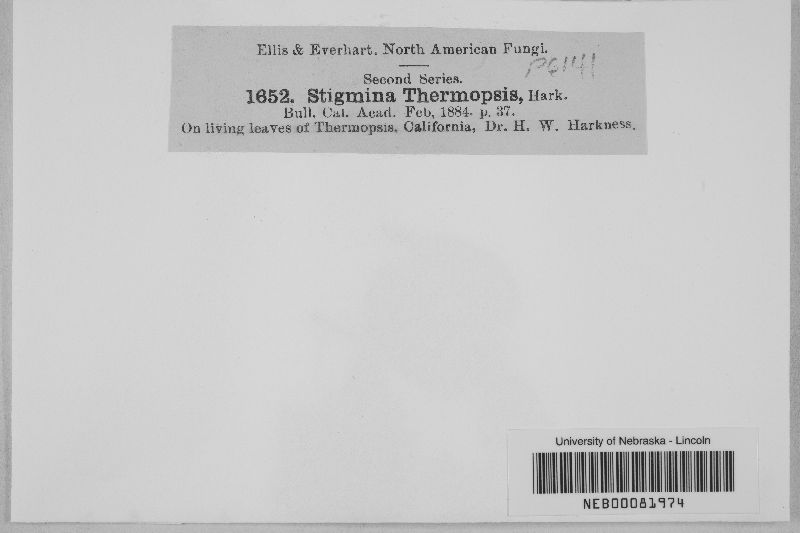 Ellis & Everhart. North American Fungi.
Second Series.
1652. Stigmina Thermopsis, Hark.
Bull. Cal. Acad. Feb, 1884. p. 37.
On living leaves of Thermopsis, California, Dr. H. W. Harkness.
University of Nebraska - Lincoln
NEB00081974